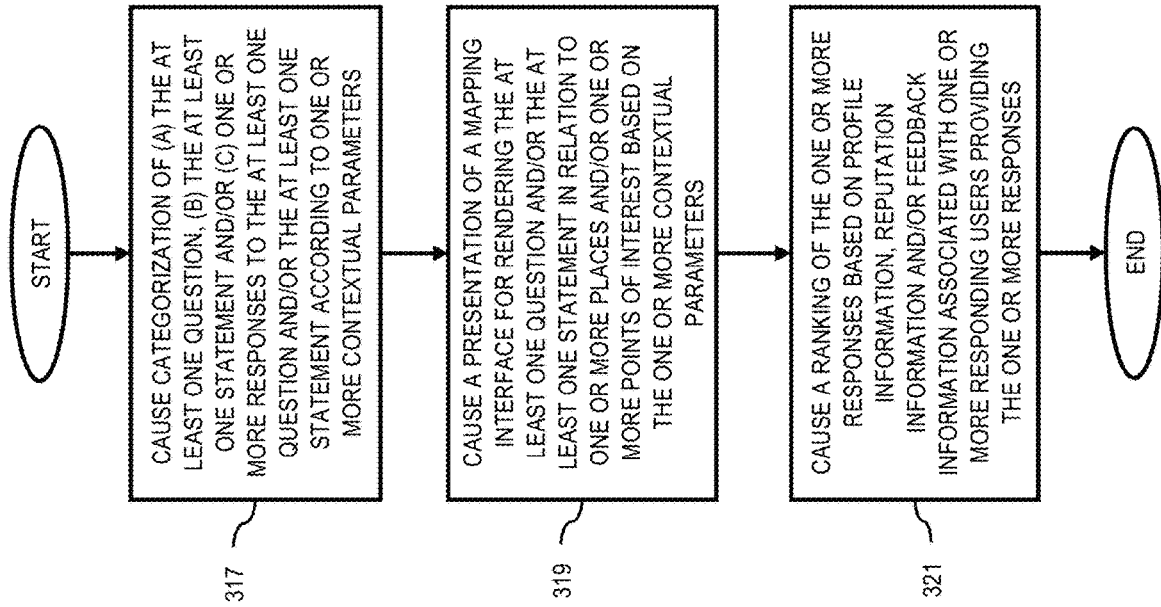 START
CAUSE CATEGORIZATION OF (A) THE AT
LEAST ONE QUESTION, (B) THE AT LEAST
ONE STATEMENT AND/OR (C) ONE OR
MORE RESPONSES TO THE AT LEAST ONE
QUESTION AND/OR THE AT LEAST ONE
STATEMENT ACCORDING TO ONE OR
MORE CONTEXTUAL PARAMETERS
317
CAUSE A PRESENTATION OF A MAPPING
INTERFACE FOR RENDERING THE AT
LEAST ONE QUESTION AND/OR THE AT
LEAST ONE STATEMENT IN RELATION TO
ONE OR MORE PLACES AND/OR ONE OR
MORE POINTS OF INTEREST BASED ON
THE ONE OR MORE CONTEXTUAL
PARAMETERS
319
CAUSE A RANKING OF THE ONE OR MORE
RESPONSES BASED ON PROFILE
INFORMATION, REPUTATION
INFORMATION AND/OR FEEDBACK
INFORMATION ASSOCIATED WITH ONE OR
MORE RESPONDING USERS PROVIDING
THE ONE OR MORE RESPONSES
321
END